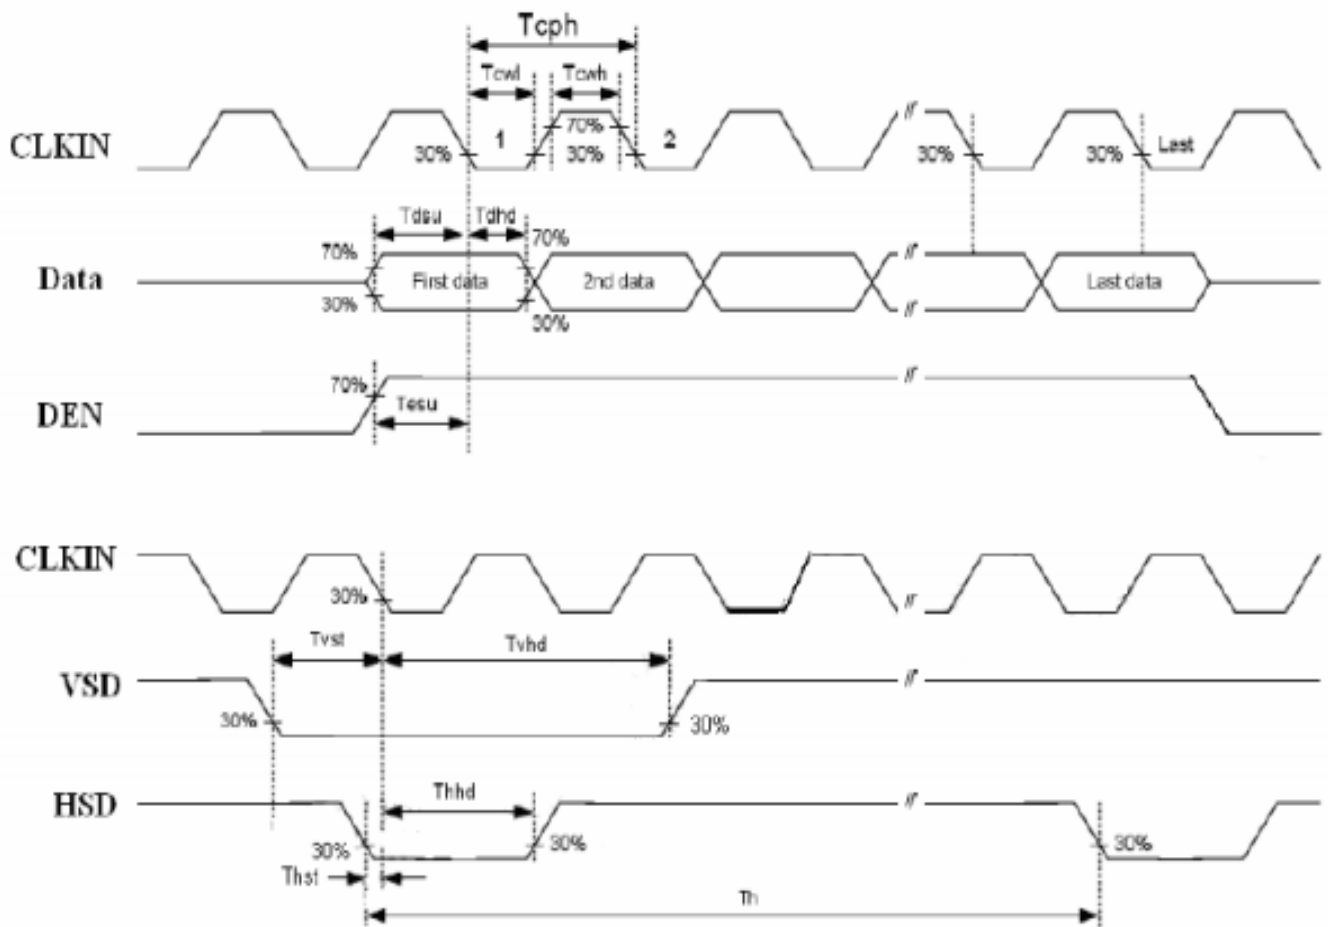 Tcph
Tcwl Tcwh
CLKIN 30% 1 70% 30% 2 30% 30% Last
Tdsu Tdhd
70% 70%
Data First data 2nd data Last data
30% 30%
70%
DEN Tesu
CLKIN
30%
Tvst Tvhd
VSD
30% 30%
HSD Thhd
30% 30% 30%
Thst
Th